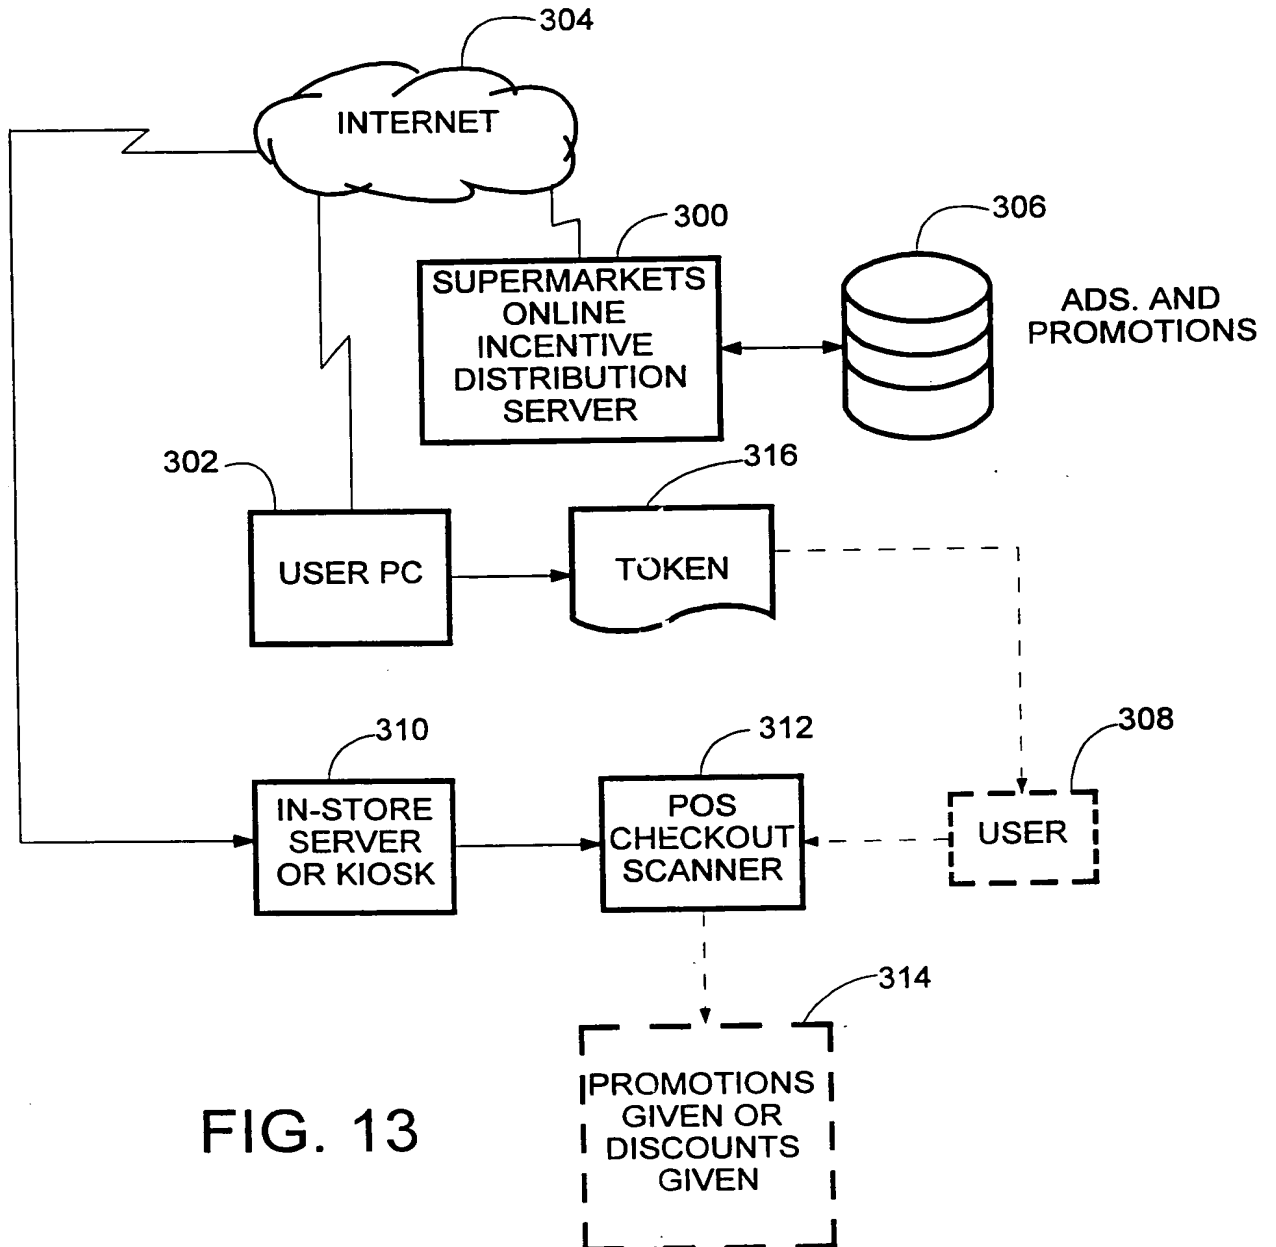 304
INTERNET
300
306
SUPERMARKETS
ONLINE
INCENTIVE
DISTRIBUTION
SERVER
ADS. AND
PROMOTIONS
302
316
USER PC
TOKEN
310
312
308
IN-STORE
SERVER
OR KIOSK
POS
CHECKOUT
SCANNER
USER
314
PROMOTIONS
GIVEN OR
DISCOUNTS
GIVEN
FIG. 13